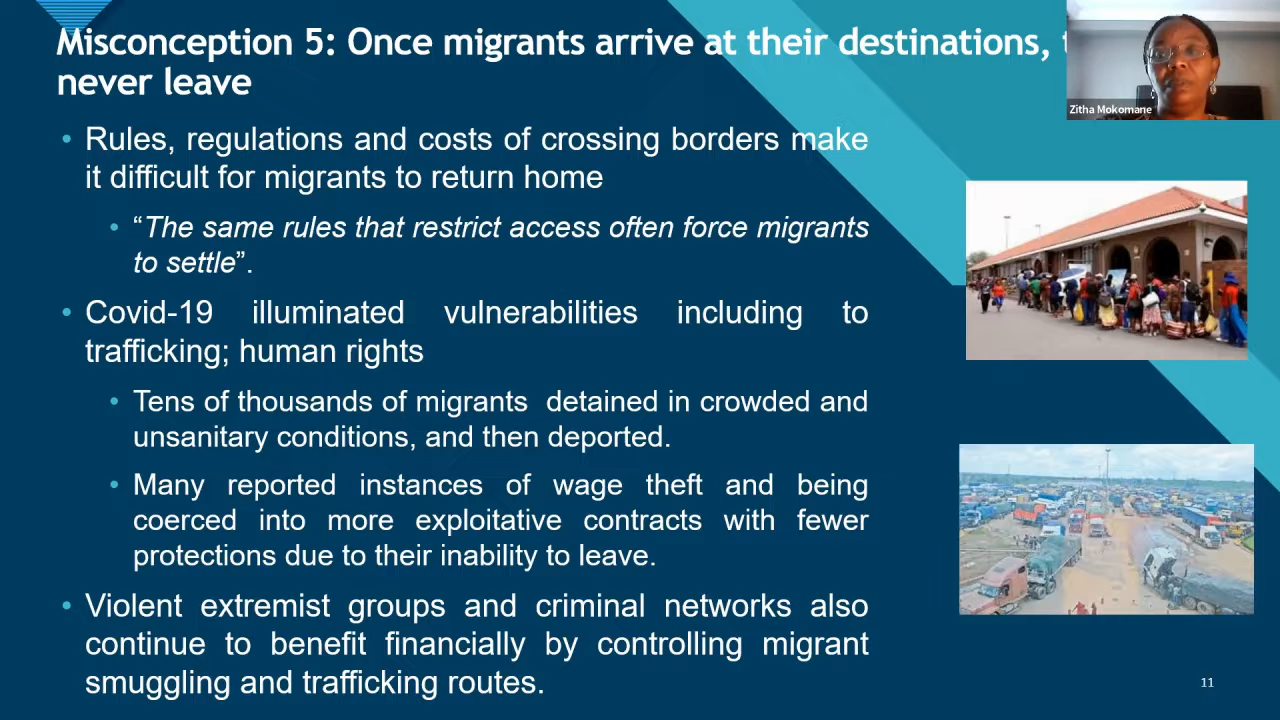 Misconception 5: Once migrants arrive at their destinations,
never leave
Zitha Mokomane
• Rules, regulations and costs of crossing borders make
it difficult for migrants to return home
• “The same rules that restrict access often force migrants
to settle”.
• Covid-19 illuminated vulnerabilities including to
trafficking; human rights
• Tens of thousands of migrants detained in crowded and
unsanitary conditions, and then deported.
• Many reported instances of wage theft and being
coerced into more exploitative contracts with fewer
protections due to their inability to leave.
• Violent extremist groups and criminal networks also
continue to benefit financially by controlling migrant
smuggling and trafficking routes.
11